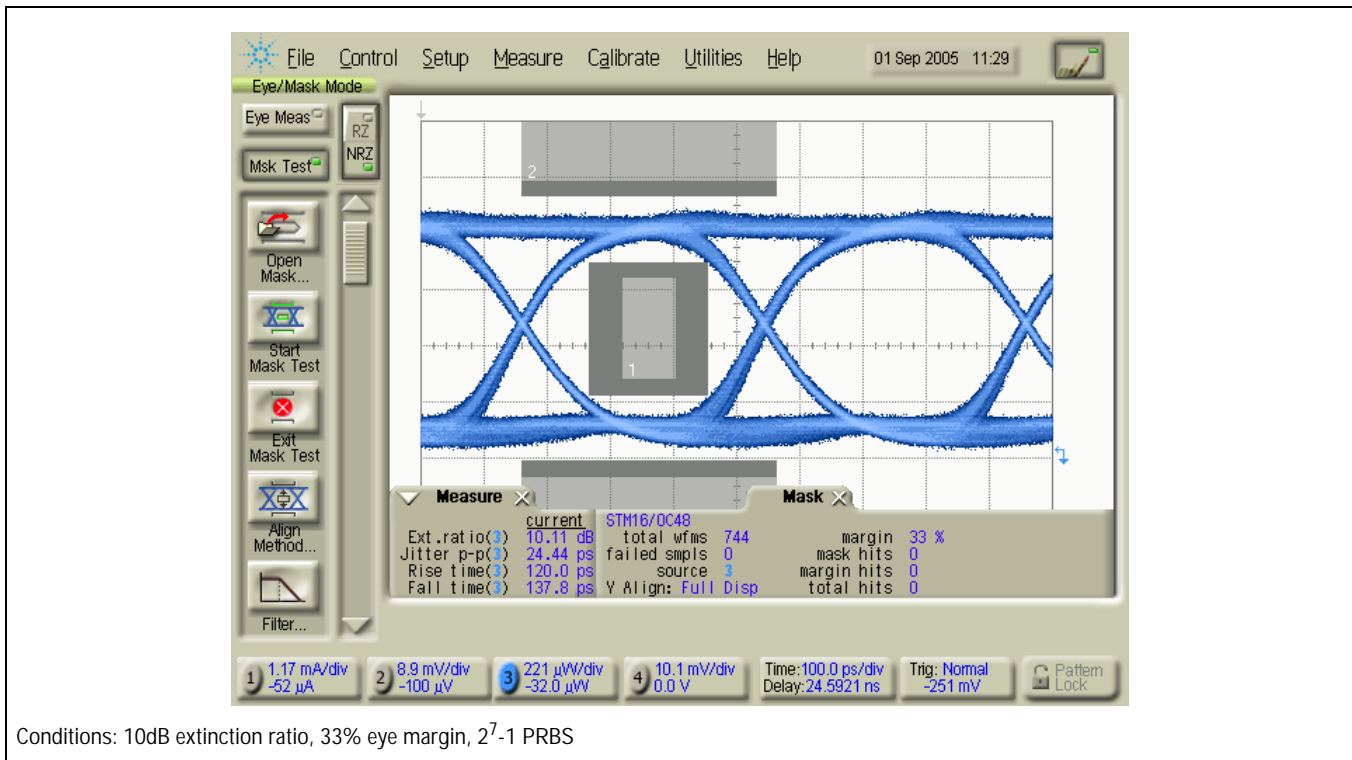 File Control Setup Measure Calibrate Utilities Help 01 Sep 2005 11:29
Eye/Mask Mode
Eye Meas
RZ
NRZ
Msk Test
Open
Mask...
Start
Mask Test
Exit
Mask Test
Align
Method...
Filter...
2
1
Measure
Mask
current
Ext.ratio(3) 10.11 dB
Jitter p-p(3) 24.44 ps
Rise time(3) 120.0 ps
Fall time(3) 137.8 ps
STM16/OC48
total wfms 744 margin 33 %
failed smpls 0 mask hits 0
source 3 margin hits 0
Y Align: Full Disp total hits 0
1 1.17 mA/div
-52 µA
2 8.9 mV/div
-100 µV
3 221 µW/div
-32.0 µW
4 10.1 mV/div
0.0 V
Time:100.0 ps/div
Delay:24.5921 ns
Trig: Normal
-251 mV
Pattern
Lock
Conditions: 10dB extinction ratio, 33% eye margin, 2⁷-1 PRBS